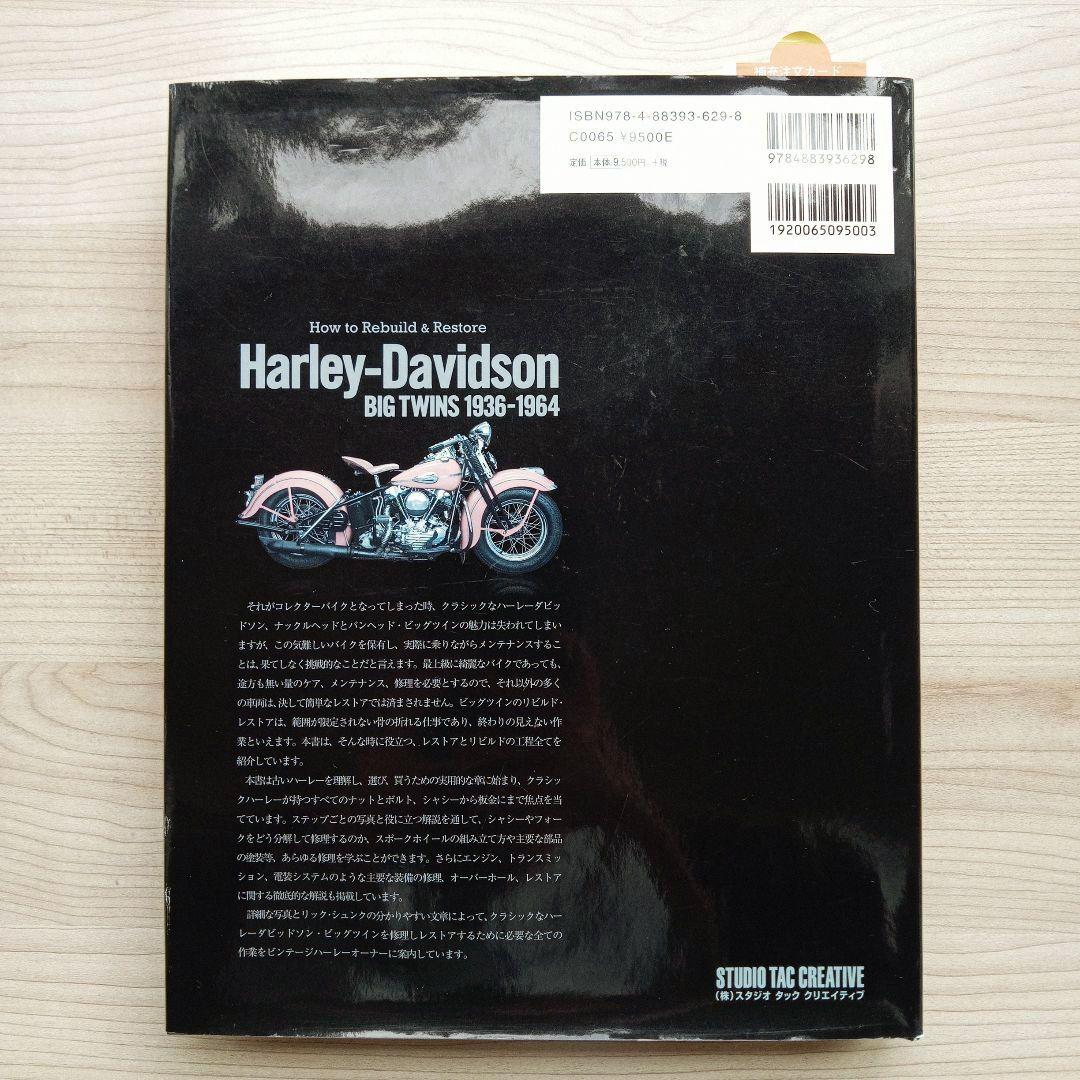 補充注文カード
ISBN978-4-88393-629-8
C0065 ¥9500E
定価 本体 9,500円 +税
9784883936298
1920065095003
How to Rebuild & Restore
Harley-Davidson
BIG TWINS 1936-1964
それがコレクターバイクとなってしまった時、クラシックなハーレーダビッ
ドソン、ナックルヘッドとパンヘッド・ビッグツインの魅力は失われてしまい
ますが、この気難しいバイクを保有し、実際に乗りながらメンテナンスするこ
とは、果てしなく挑戦的なことだと言えます。最上級に綺麗なバイクであっても、
途方も無い量のケア、メンテナンス、修理を必要とするので、それ以外の多く
の車両は、決して簡単なレストアでは済まされません。ビッグツインのリビルド・
レストアは、範囲が限定されない骨の折れる仕事であり、終わりの見えない作
業といえます。本書は、そんな時に役立つ、レストアとリビルドの工程全てを
紹介しています。
本書は古いハーレーを理解し、選び、買うための実用的な章に始まり、クラシッ
クハーレーが持つすべてのナットとボルト、シャシーから板金にまで焦点を当
てています。ステップごとの写真と役に立つ解説を通して、シャシーやフォー
クをどう分解して修理するのか、スポークホイールの組み立て方や主要な部品
の塗装等、あらゆる修理を学ぶことができます。さらにエンジン、トランスミッ
ション、電装システムのような主要な装備の修理、オーバーホール、レストア
に関する徹底的な解説も掲載しています。
詳細な写真とリック・シュンクの分かりやすい文章によって、クラシックなハー
レーダビッドソン・ビッグツインを修理しレストアするために必要な全ての
作業をビンテージハーレーオーナーに案内しています。
STUDIO TAC CREATIVE
(株)スタジオ タック クリエイティブ